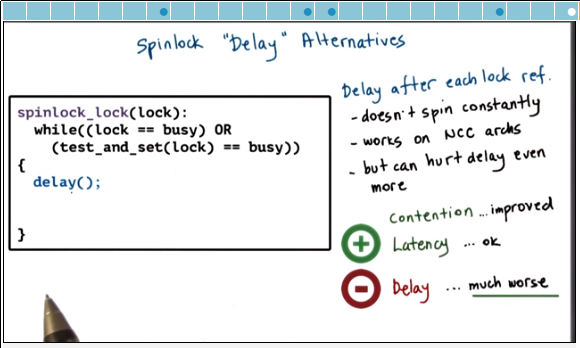 Spinlock "Delay" Alternatives
spinlock_lock(lock):
while((lock == busy) OR
(test_and_set(lock) == busy))
{
delay();
}
Delay after each lock ref.
- doesn't spin constantly
- works on NCC archs
- but can hurt delay even
more
Contention ... improved
+ Latency ... ok
- Delay ... much worse